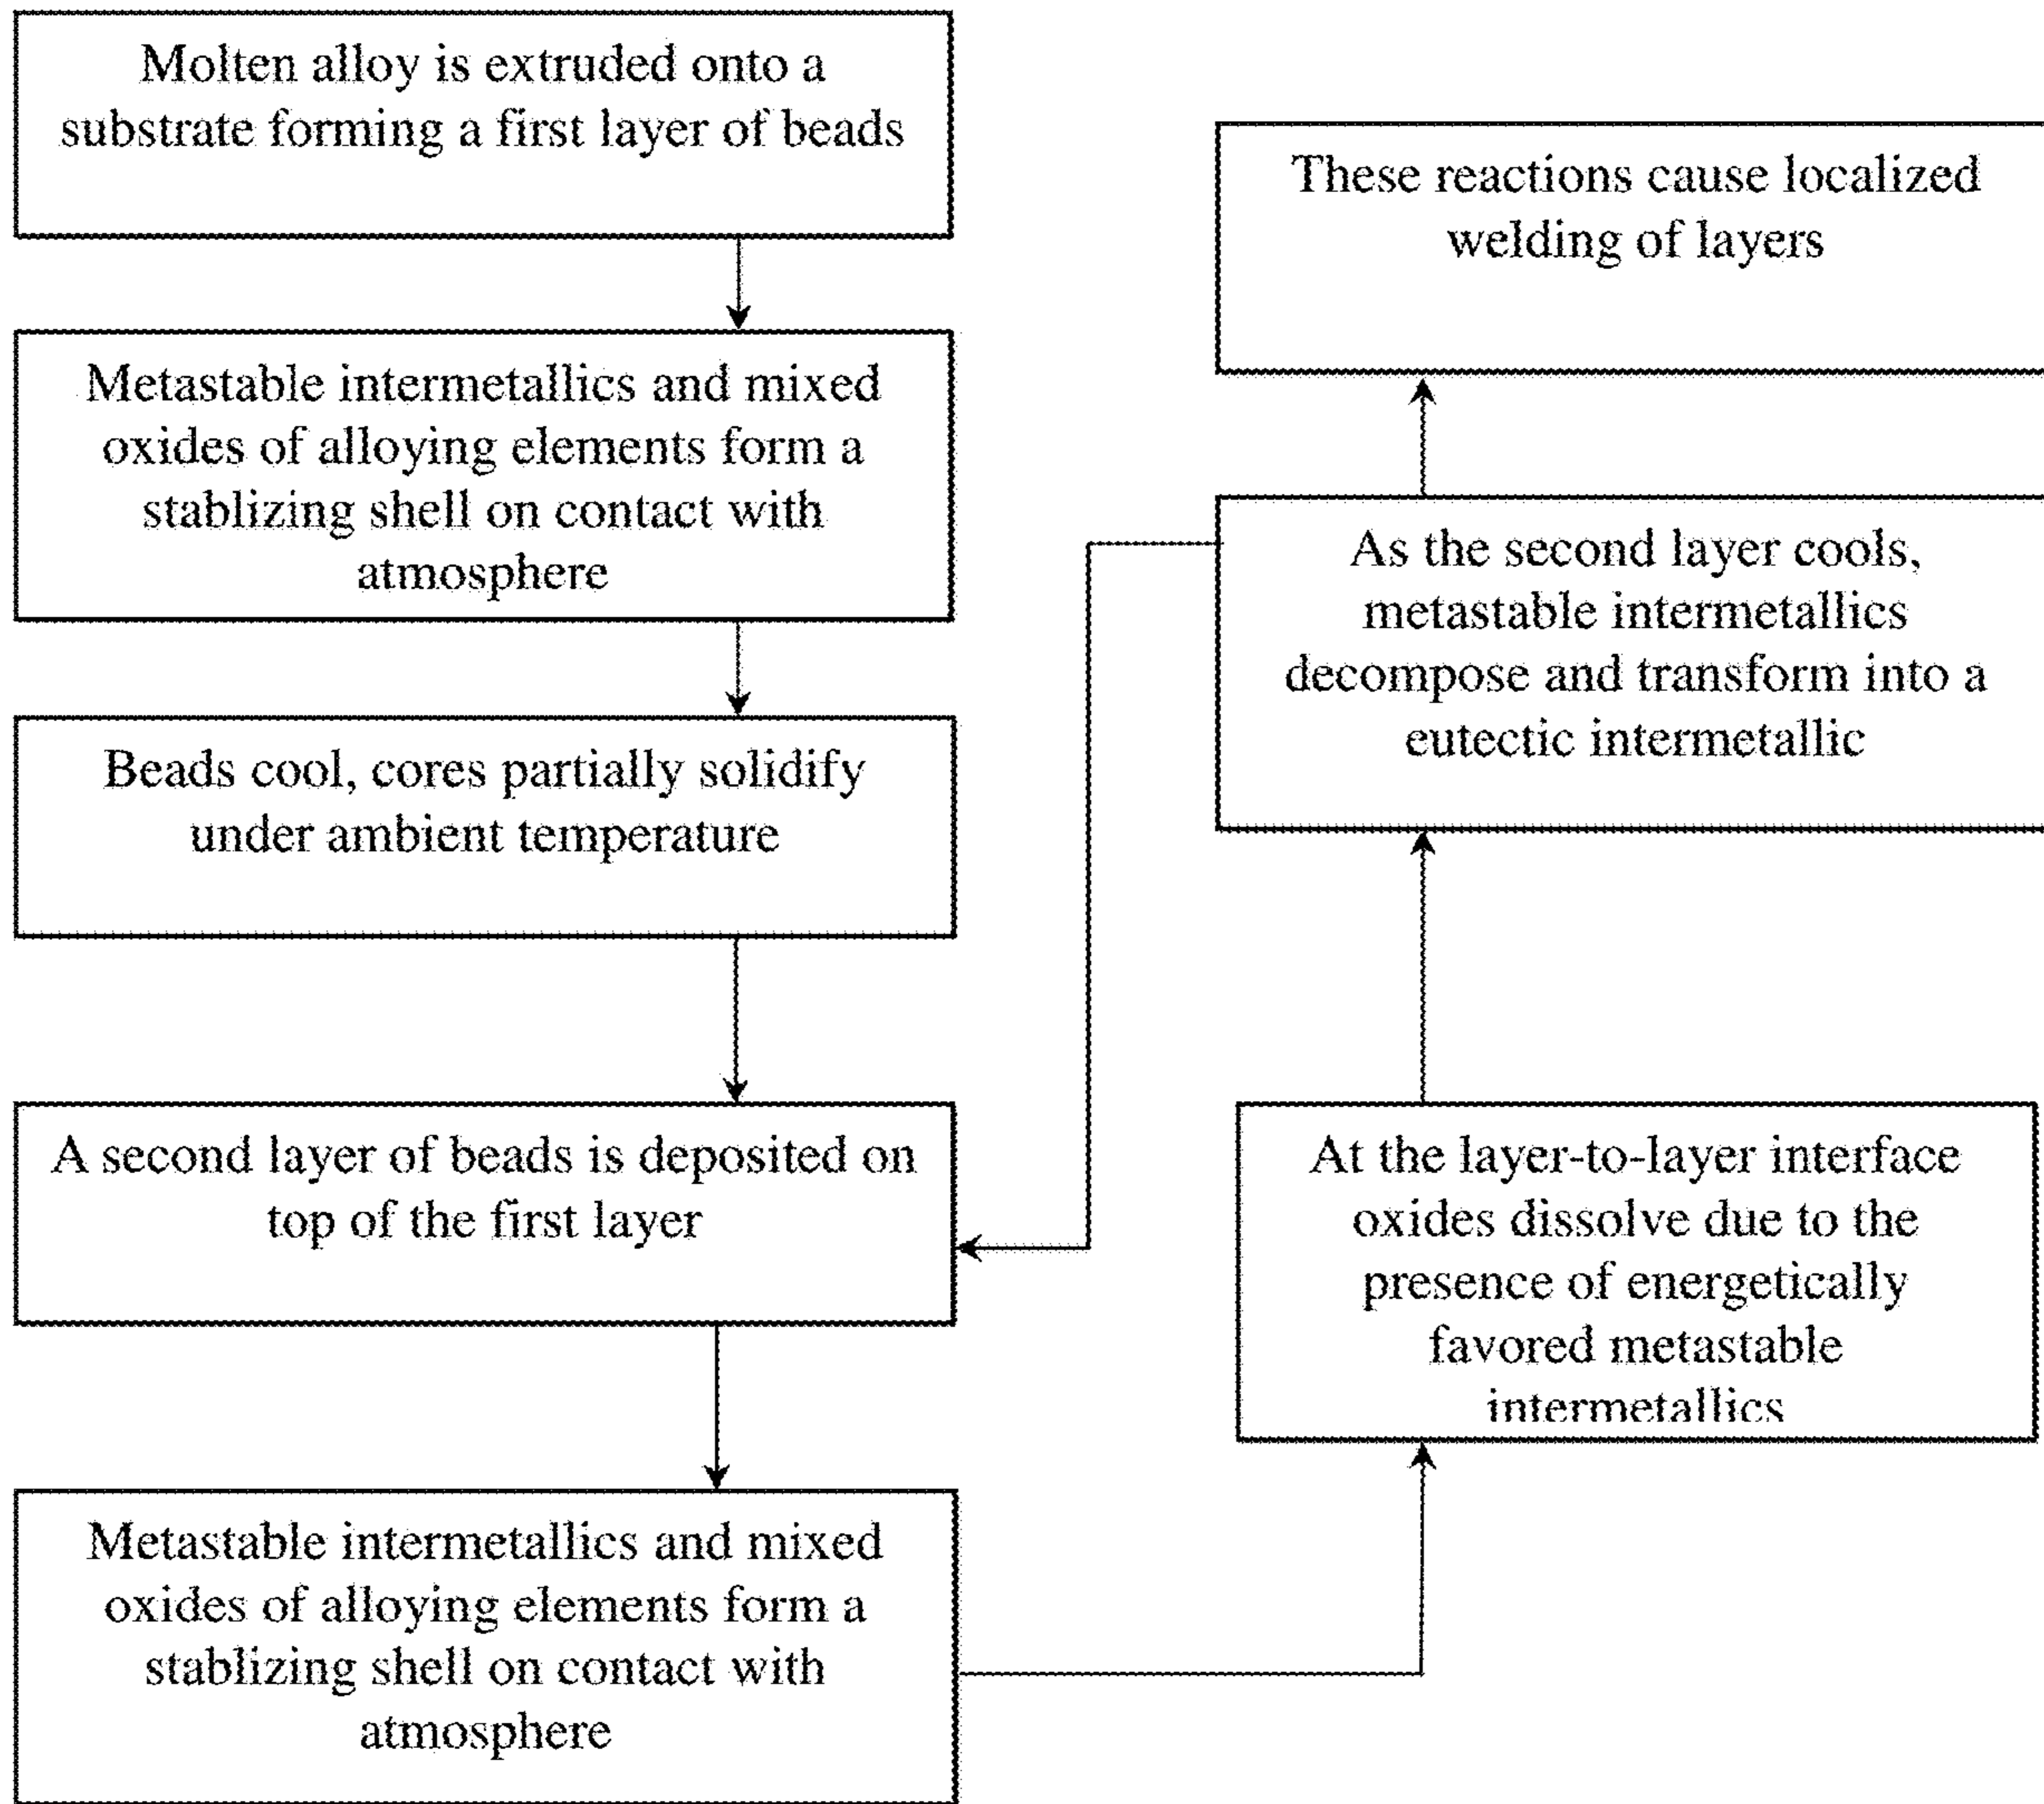 Molten alloy is extruded onto a
substrate forming a first layer of beads
Metastable intermetallics and mixed
oxides of alloying elements form a
stablizing shell on contact with
atmosphere
Beads cool, cores partially solidify
under ambient temperature
A second layer of beads is deposited on
top of the first layer
Metastable intermetallics and mixed
oxides of alloying elements form a
stablizing shell on contact with
atmosphere
At the layer-to-layer interface
oxides dissolve due to the
presence of energetically
favored metastable
intermetallics
As the second layer cools,
metastable intermetallics
decompose and transform into a
eutectic intermetallic
These reactions cause localized
welding of layers